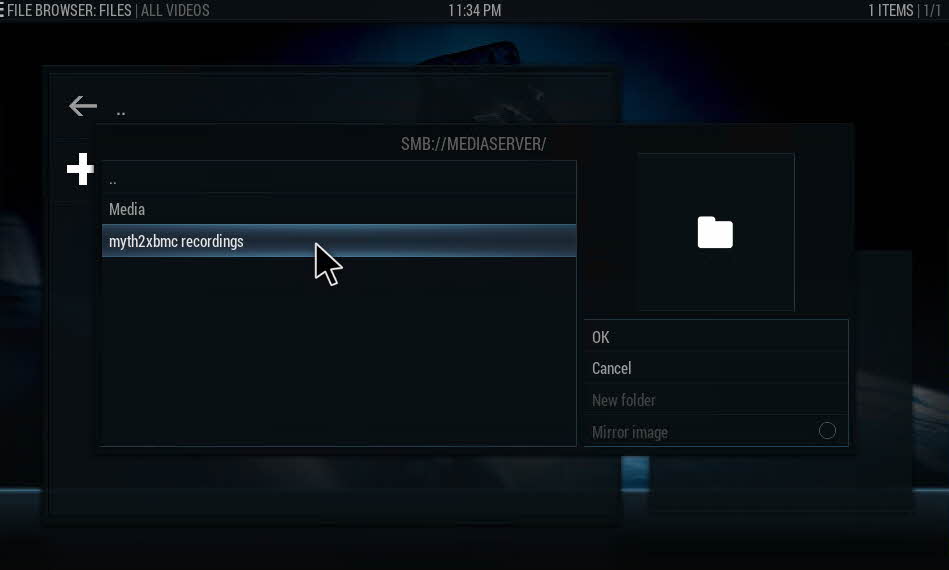 FILE BROWSER: FILES | ALL VIDEOS
11:34 PM
1 ITEMS | 1/1
..
SMB://MEDIASERVER/
..
Media
myth2xbmc recordings
OK
Cancel
New folder
Mirror image